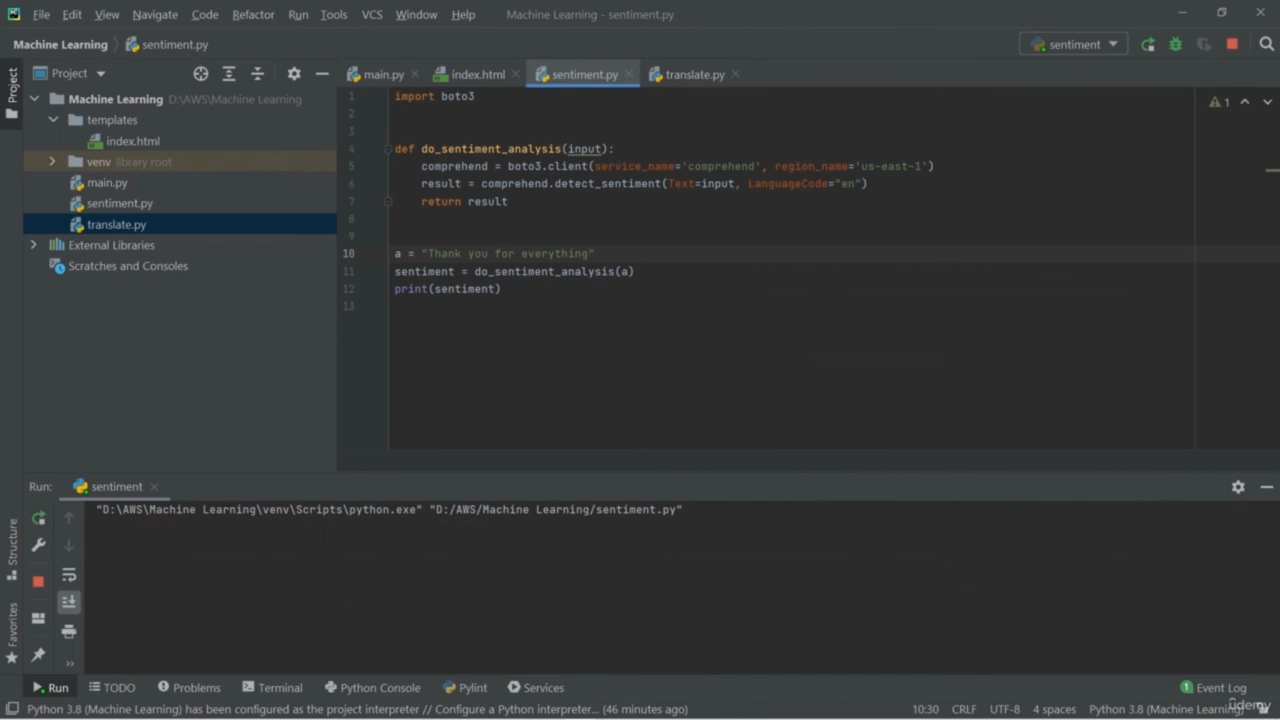 File Edit View Navigate Code Refactor Run Tools VCS Window Help Machine Learning - sentiment.py
Machine Learning sentiment.py sentiment
Project
Project
main.py index.html sentiment.py translate.py
Machine Learning D:\AWS\Machine Learning
templates
index.html
venv library root
main.py
sentiment.py
translate.py
External Libraries
Scratches and Consoles
1 import boto3
2
3
4 def do_sentiment_analysis(input):
5 comprehend = boto3.client(service_name='comprehend', region_name='us-east-1')
6 result = comprehend.detect_sentiment(Text=input, LanguageCode="en")
7 return result
8
9
10 a = "Thank you for everything"
11 sentiment = do_sentiment_analysis(a)
12 print(sentiment)
13
1
Run: sentiment
"D:\AWS\Machine Learning\venv\Scripts\python.exe" "D:/AWS/Machine Learning/sentiment.py"
Structure
Favorites
Run TODO Problems Terminal Python Console Pylint Services 1 Event Log
Python 3.8 (Machine Learning) has been configured as the project interpreter // Configure a Python interpreter... (46 minutes ago) 10:30 CRLF UTF-8 4 spaces Python 3.8 (Machine Learning)
udemy